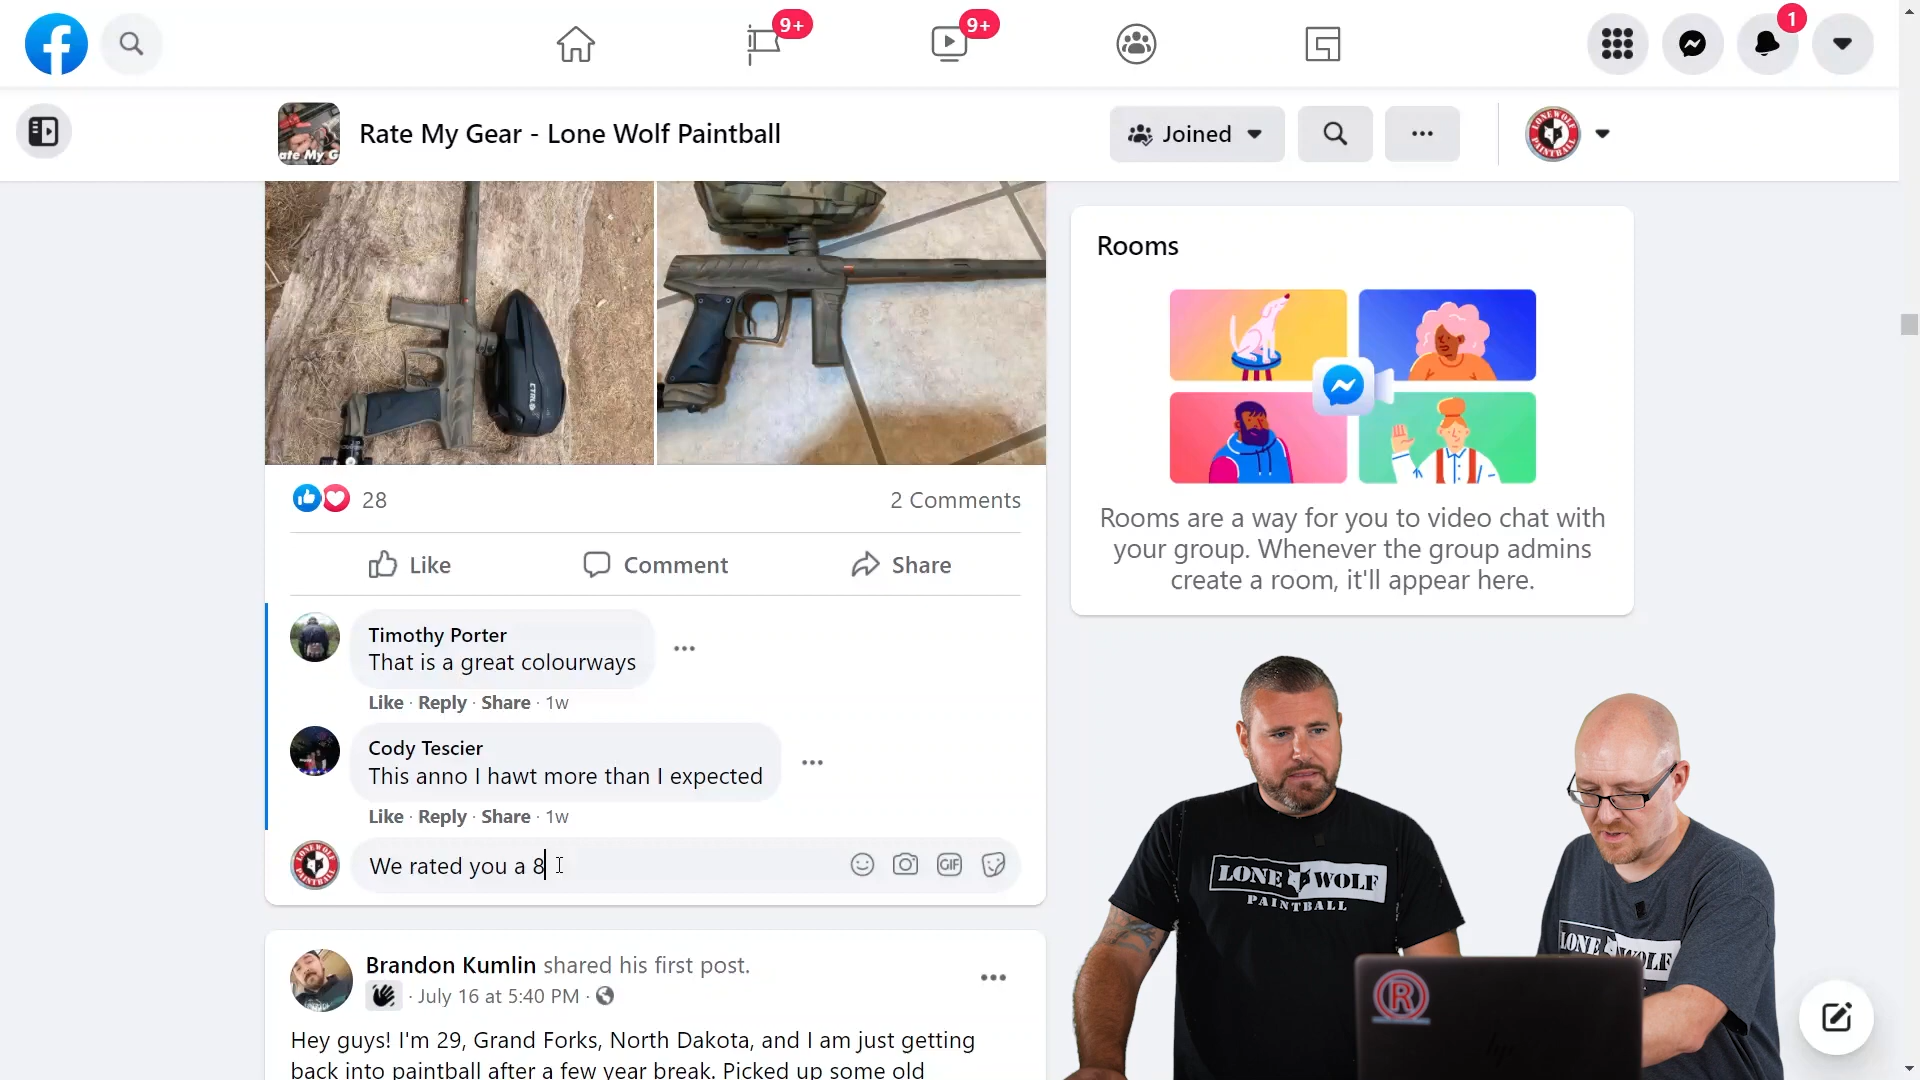 9+
9+
1
Rate My Gear - Lone Wolf Paintball
Joined
ate My G
Rooms
28
2 Comments
Like
Comment
Share
Rooms are a way for you to video chat with
your group. Whenever the group admins
create a room, it'll appear here.
Timothy Porter
That is a great colourways
Like · Reply · Share · 1w
Cody Tescier
This anno I hawt more than I expected
Like · Reply · Share · 1w
We rated you a 8
GIF
LONE WOLF
PAINTBALL
LONE WOLF
R
Brandon Kumlin shared his first post.
· July 16 at 5:40 PM ·
Hey guys! I'm 29, Grand Forks, North Dakota, and I am just getting
back into paintball after a few year break. Picked up some old